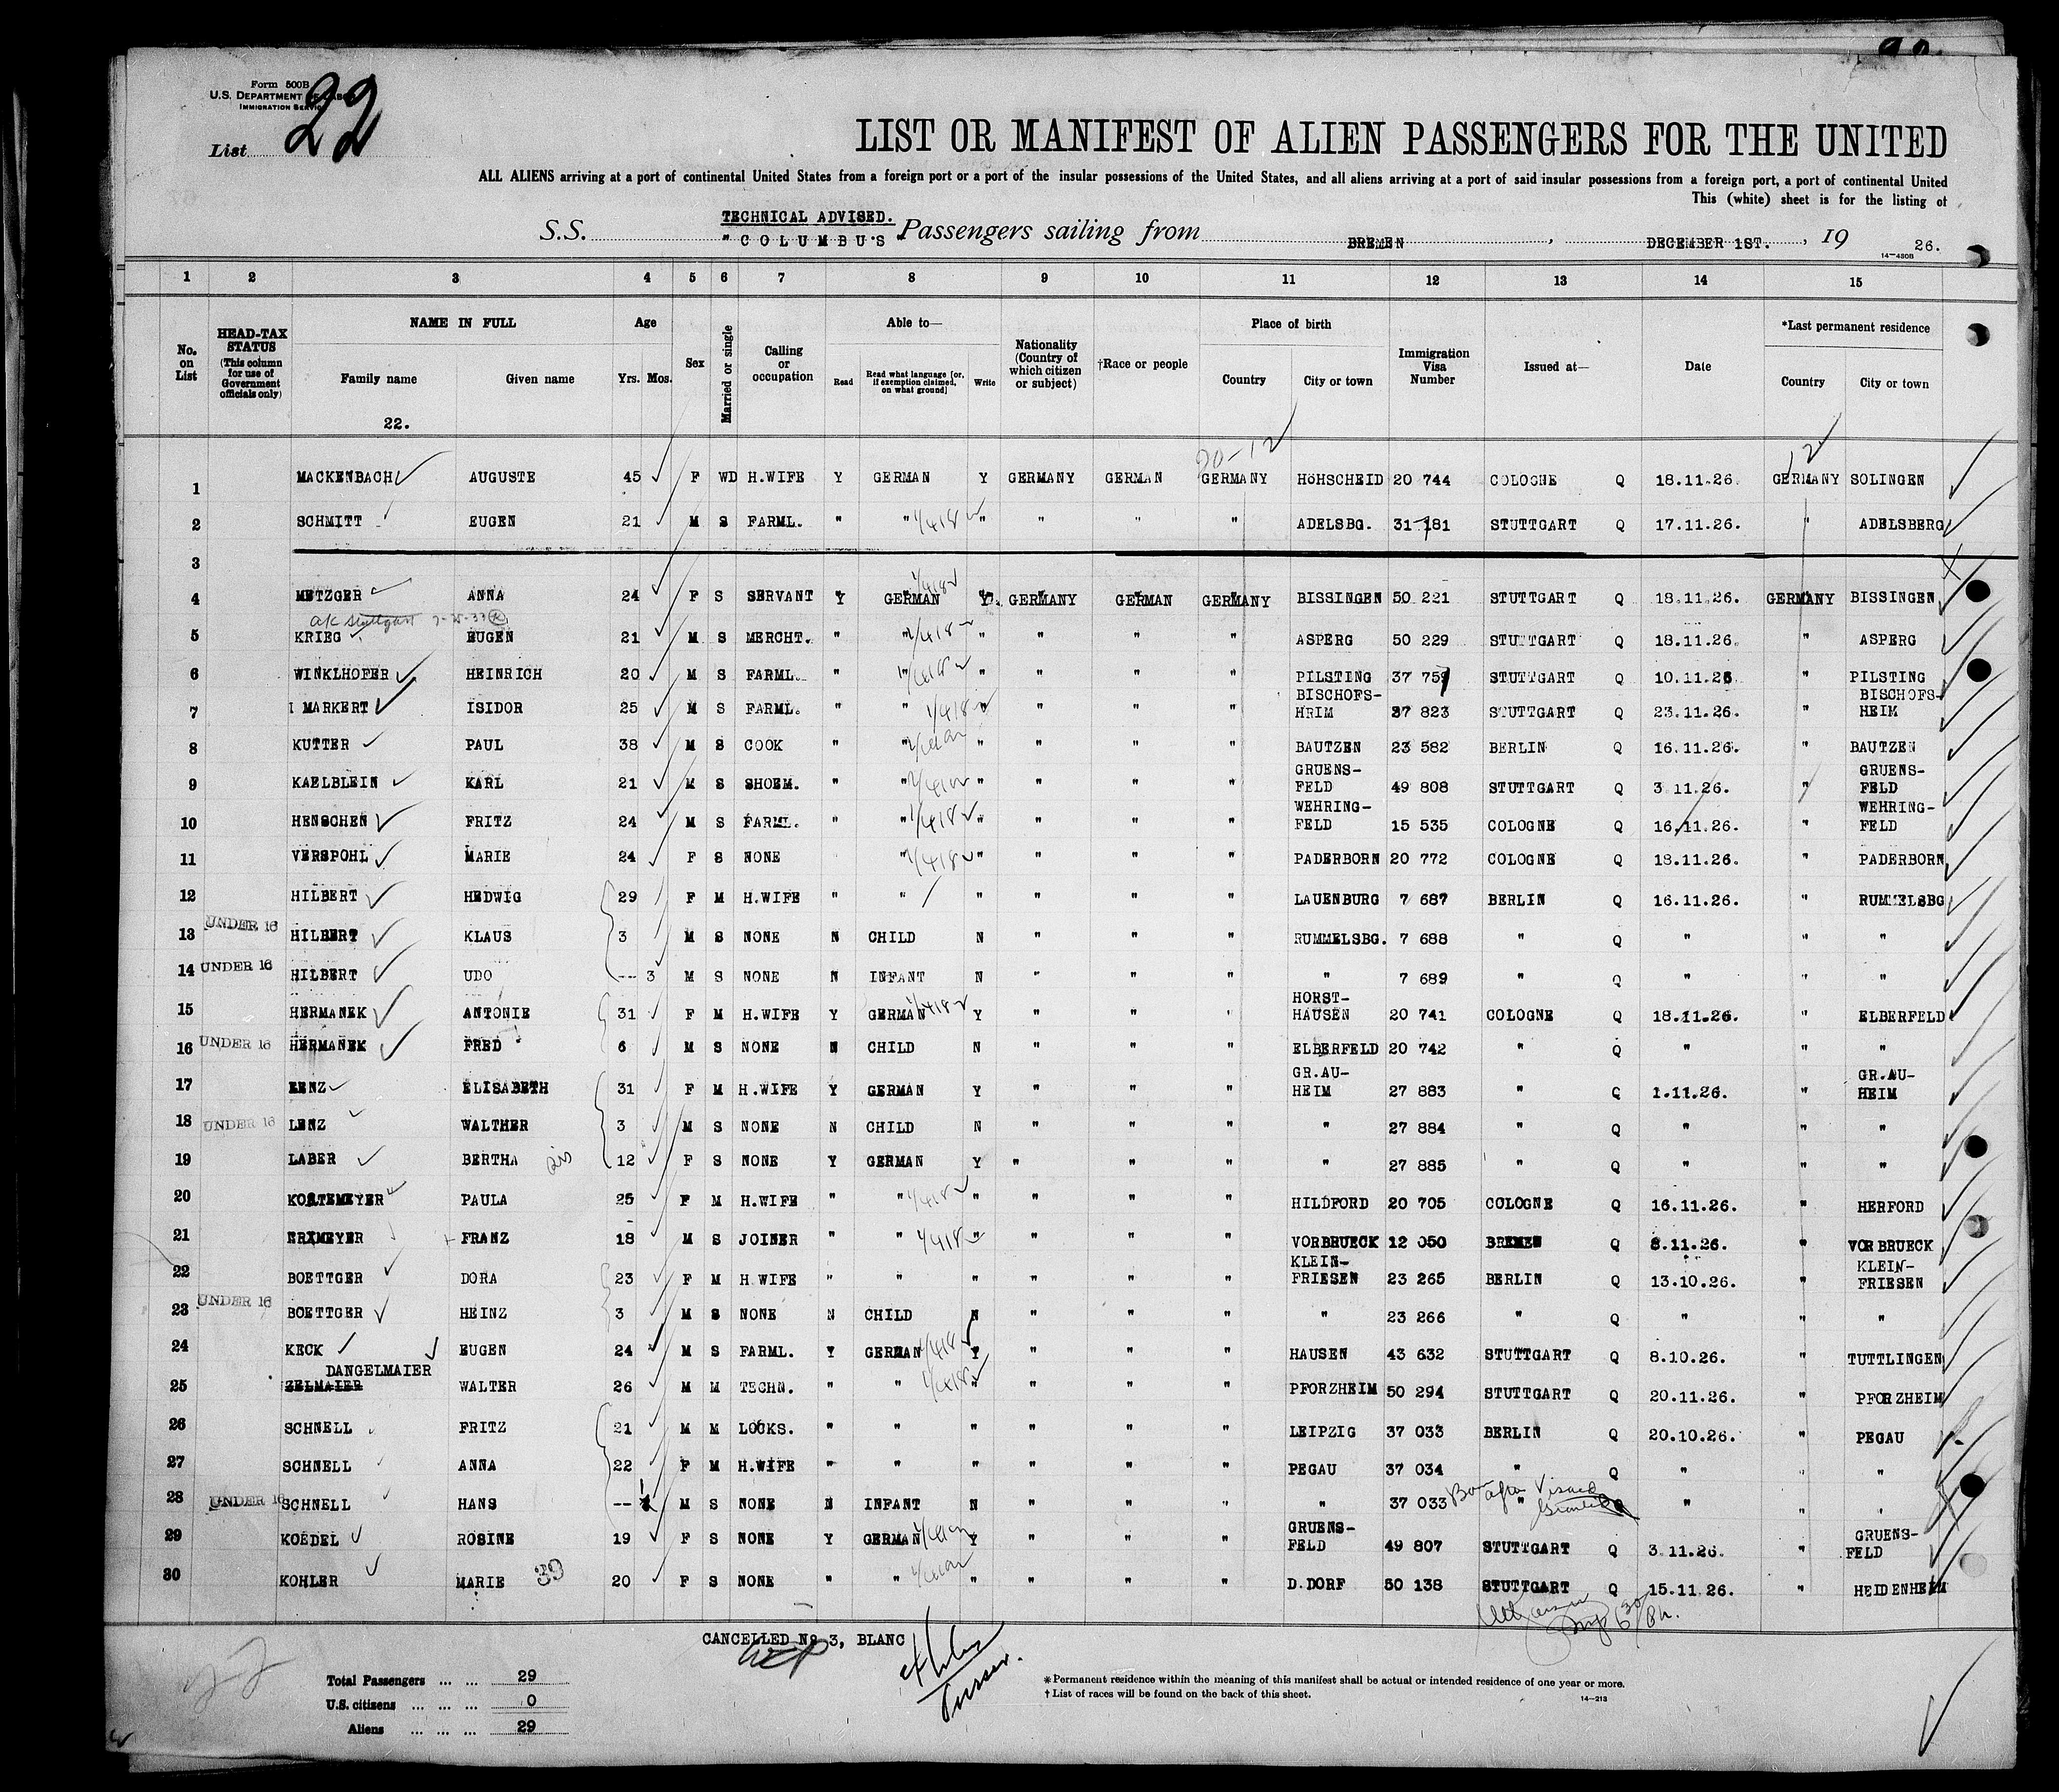 Form 500B
U.S. DEPARTMENT OF LABOR
IMMIGRATION SERVICE
List 22
LIST OR MANIFEST OF ALIEN PASSENGERS FOR THE UNITED
ALL ALIENS arriving at a port of continental United States from a foreign port or a port of the insular possessions of the United States, and all aliens arriving at a port of said insular possessions from a foreign port, a port of continental United
This (white) sheet is for the listing of
TECHNICAL ADVISED.
S.S. "COLUMBUS". Passengers sailing from BREMEN, DECEMBER 1ST., 19 26.
14-430B
1 2 3 4 5 6 7 8 9 10 11 12 13 14 15
No. on List
HEAD-TAX STATUS (This column for use of Government officials only)
NAME IN FULL Family name Given name
Age Yrs. Mos.
Sex
Married or single
Calling or occupation
Able to— Read Read what language [or, if exemption claimed, on what ground] Write
Nationality (Country of which citizen or subject)
†Race or people
Place of birth Country City or town
Immigration Visa Number
Issued at—
Date
*Last permanent residence Country City or town
22.
20-12 12
1 MACKENBACH AUGUSTE 45 F WD H.WIFE Y GERMAN Y GERMANY GERMAN GERMANY HöHSCHEID 20 744 COLOGNE Q 18.11.26. GERMANY SOLINGEN
2 SCHMITT EUGEN 21 M S FARML. " " " " " " ADELSBG. 31 181 STUTTGART Q 17.11.26. " ADELSBERG
3
4 METZGER ANNA 24 F S SERVANT Y GERMAN Y GERMANY GERMAN GERMANY BISSINGEN 50 221 STUTTGART Q 18.11.26. GERMANY BISSINGEN
5 KRIEG EUGEN 21 M S MERCHT. " " " " " " ASPERG 50 229 STUTTGART Q 18.11.26. " ASPERG
6 WINKLHOFER HEINRICH 20 M S FARML. " " " " " " PILSTING 37 759 STUTTGART Q 10.11.26 " PILSTING
7 MARKERT ISIDOR 25 M S FARML. " " " " " " BISCHOFS-HEIM 37 823 STUTTGART Q 23.11.26. " BISCHOFS-HEIM
8 KUTTER PAUL 38 M S COOK " " " " " " BAUTZEN 23 582 BERLIN Q 16.11.26. " BAUTZEN
9 KAELBLEIN KARL 21 M S SHOEM. " " " " " " GRUENS-FELD 49 808 STUTTGART Q 3 11.26. " GRUENS-FELD
10 HENSCHEN FRITZ 24 M S FARML. " " " " " " WEHRING-FELD 15 535 COLOGNE Q 16.11.26. " WEHRING-FELD
11 VERSPOHL MARIE 24 F S NONE " " " " " PADERBORN 20 772 COLOGNE Q 18.11.26. " PADERBORN
12 HILBERT HEDWIG 29 F M H.WIFE " " " " " " LAUENBURG 7 687 BERLIN Q 16.11.26. " RUMMELSBG
13 UNDER 16 HILBERT KLAUS 3 M S NONE N CHILD N " " " RUMMELSBG. 7 688 " Q " " "
14 UNDER 16 HILBERT UDO -- 3 M S NONE N INFANT N " " " " 7 689 " Q " " "
15 HERMANEK ANTONIE 31 F M H.WIFE Y GERMAN Y " " " HORST-HAUSEN 20 741 COLOGNE Q 18.11.26. " ELBERFELD
16 UNDER 16 HERMANEK FRED 6 M S NONE N CHILD N " " " ELBERFELD 20 742 " Q " " "
17 LENZ ELISABETH 31 F M H.WIFE Y GERMAN Y " " " GR.AU-HEIM 27 883 " Q 1.11.26. " GR.AU-HEIM
18 UNDER 16 LENZ WALTHER 3 M S NONE N CHILD N " " " " 27 884 " Q " " "
19 LABER BERTHA 12 F S NONE Y GERMAN Y " " " " 27 885 " Q " " "
20 KOSTEMEYER PAULA 25 F M H.WIFE " " " " " " HILDFORD 20 705 COLOGNE Q 16.11.26. " HERFORD
21 ERXMEYER FRANZ 18 M S JOINER " " " " " " VORBRUECK 12 050 BREMEN Q 8.11.26. " VORBRUECK
22 BOETTGER DORA 23 F M H WIFE " " " " " " KLEIN-FRIESEN 23 265 BERLIN Q 13.10.26. " KLEIN-FRIESEN
23 UNDER 16 BOETTGER HEINZ 3 M S NONE N CHILD N " " " " 23 266 " Q " " "
24 KECK EUGEN 24 M S FARML. Y GERMAN Y " " " HAUSEN 43 632 STUTTGART Q 8.10.26. " TUTTLINGEN
DANGELMAIER
25 ZELMAIER WALTER 26 M M TECHN. " " " " " " PFORZHEIM 50 294 STUTTGART Q 20.11.26. " PFORZHEIM
26 SCHNELL FRITZ 21 M M LOCKS. " " " " " " LEIPZIG 37 033 BERLIN Q 20.10.26. " PEGAU
27 SCHNELL ANNA 22 F M H.WIFE " " " " " " PEGAU 37 034 " Q " " "
28 UNDER 16 SCHNELL HANS -- M S NONE N INFANT N " " " " 37 033 " " " "
29 KOEDEL ROSINE 19 F S NONE Y GERMAN Y " " " GRUENS-FELD 49 807 STUTTGART Q 3.11.26. " GRUENS-FELD
30 KOHLER MARIE 39 20 F S NONE " " " " " " D.DORF 50 138 STUTTGART Q 15.11.26. " HEIDENHEIM
CANCELLED No 3, BLANC
Total Passengers ... ... 29
U.S. citizens ... ... ... 0
Aliens ... ... ... 29
*Permanent residence within the meaning of this manifest shall be actual or intended residence of one year or more.
†List of races will be found on the back of this sheet.
14-213